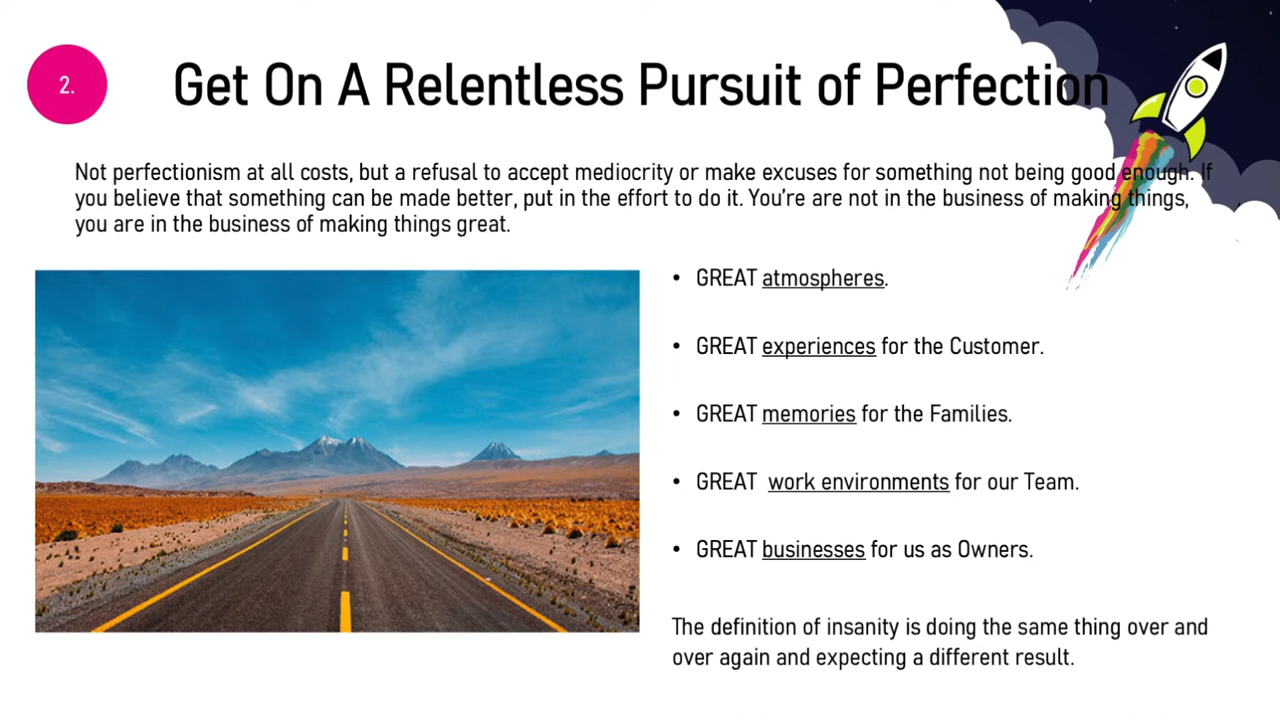 2.
Get On A Relentless Pursuit of Perfection
Not perfectionism at all costs, but a refusal to accept mediocrity or make excuses for something not being good enough. If
you believe that something can be made better, put in the effort to do it. You’re are not in the business of making things,
you are in the business of making things great.
• GREAT atmospheres.
• GREAT experiences for the Customer.
• GREAT memories for the Families.
• GREAT work environments for our Team.
• GREAT businesses for us as Owners.
The definition of insanity is doing the same thing over and
over again and expecting a different result.